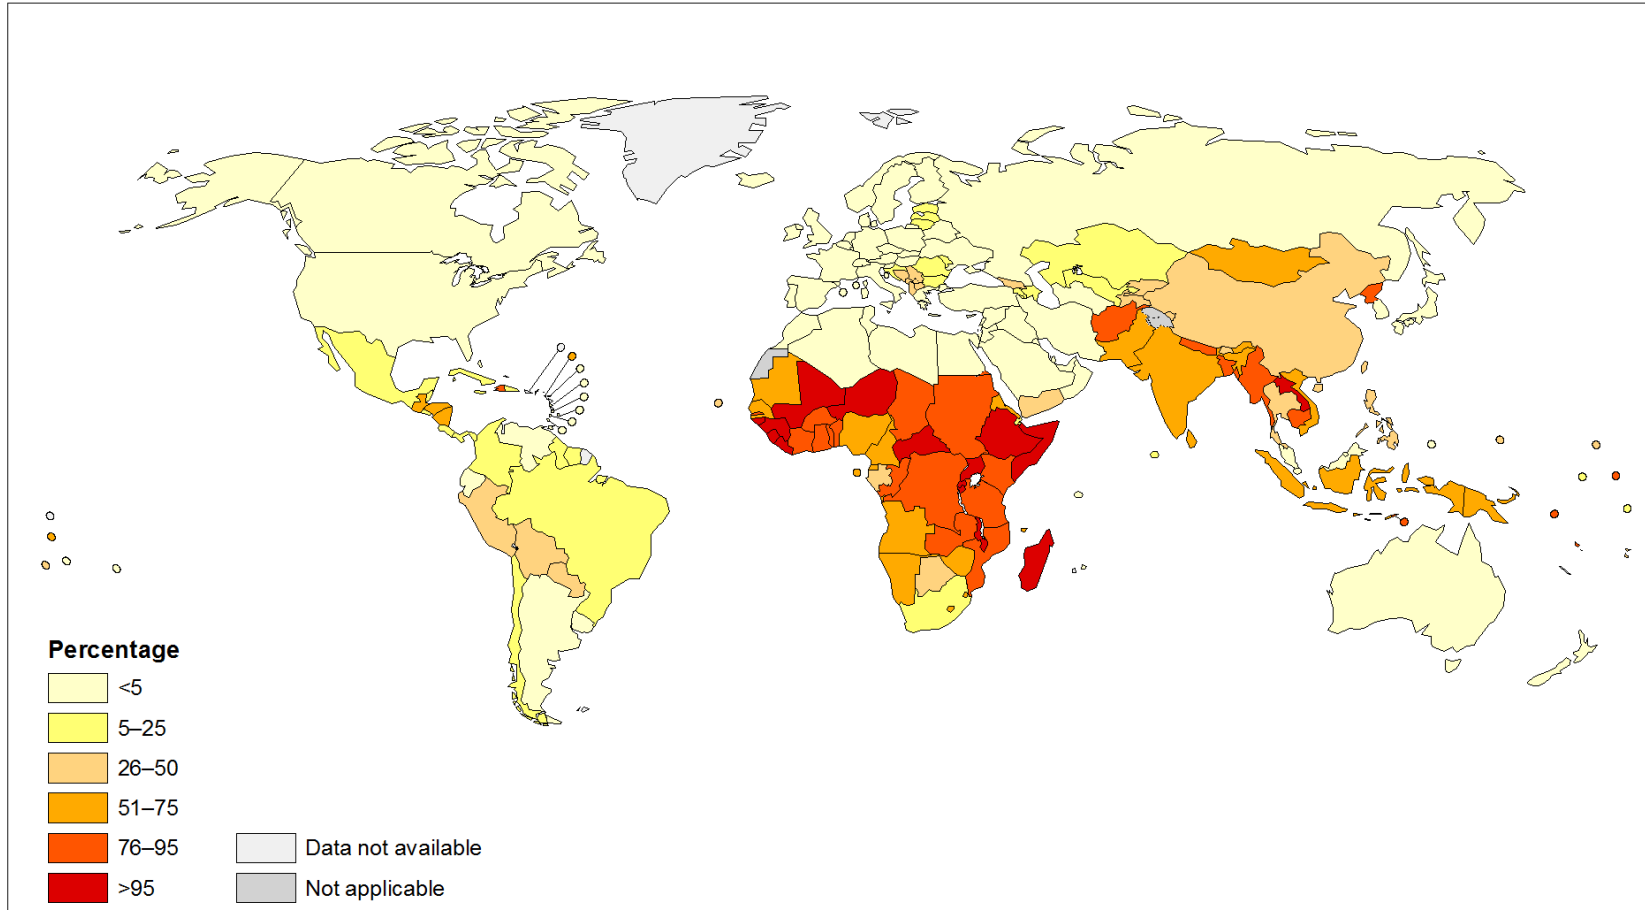 Percentage
<5
5–25
26–50
51–75
76–95
>95
Data not available
Not applicable